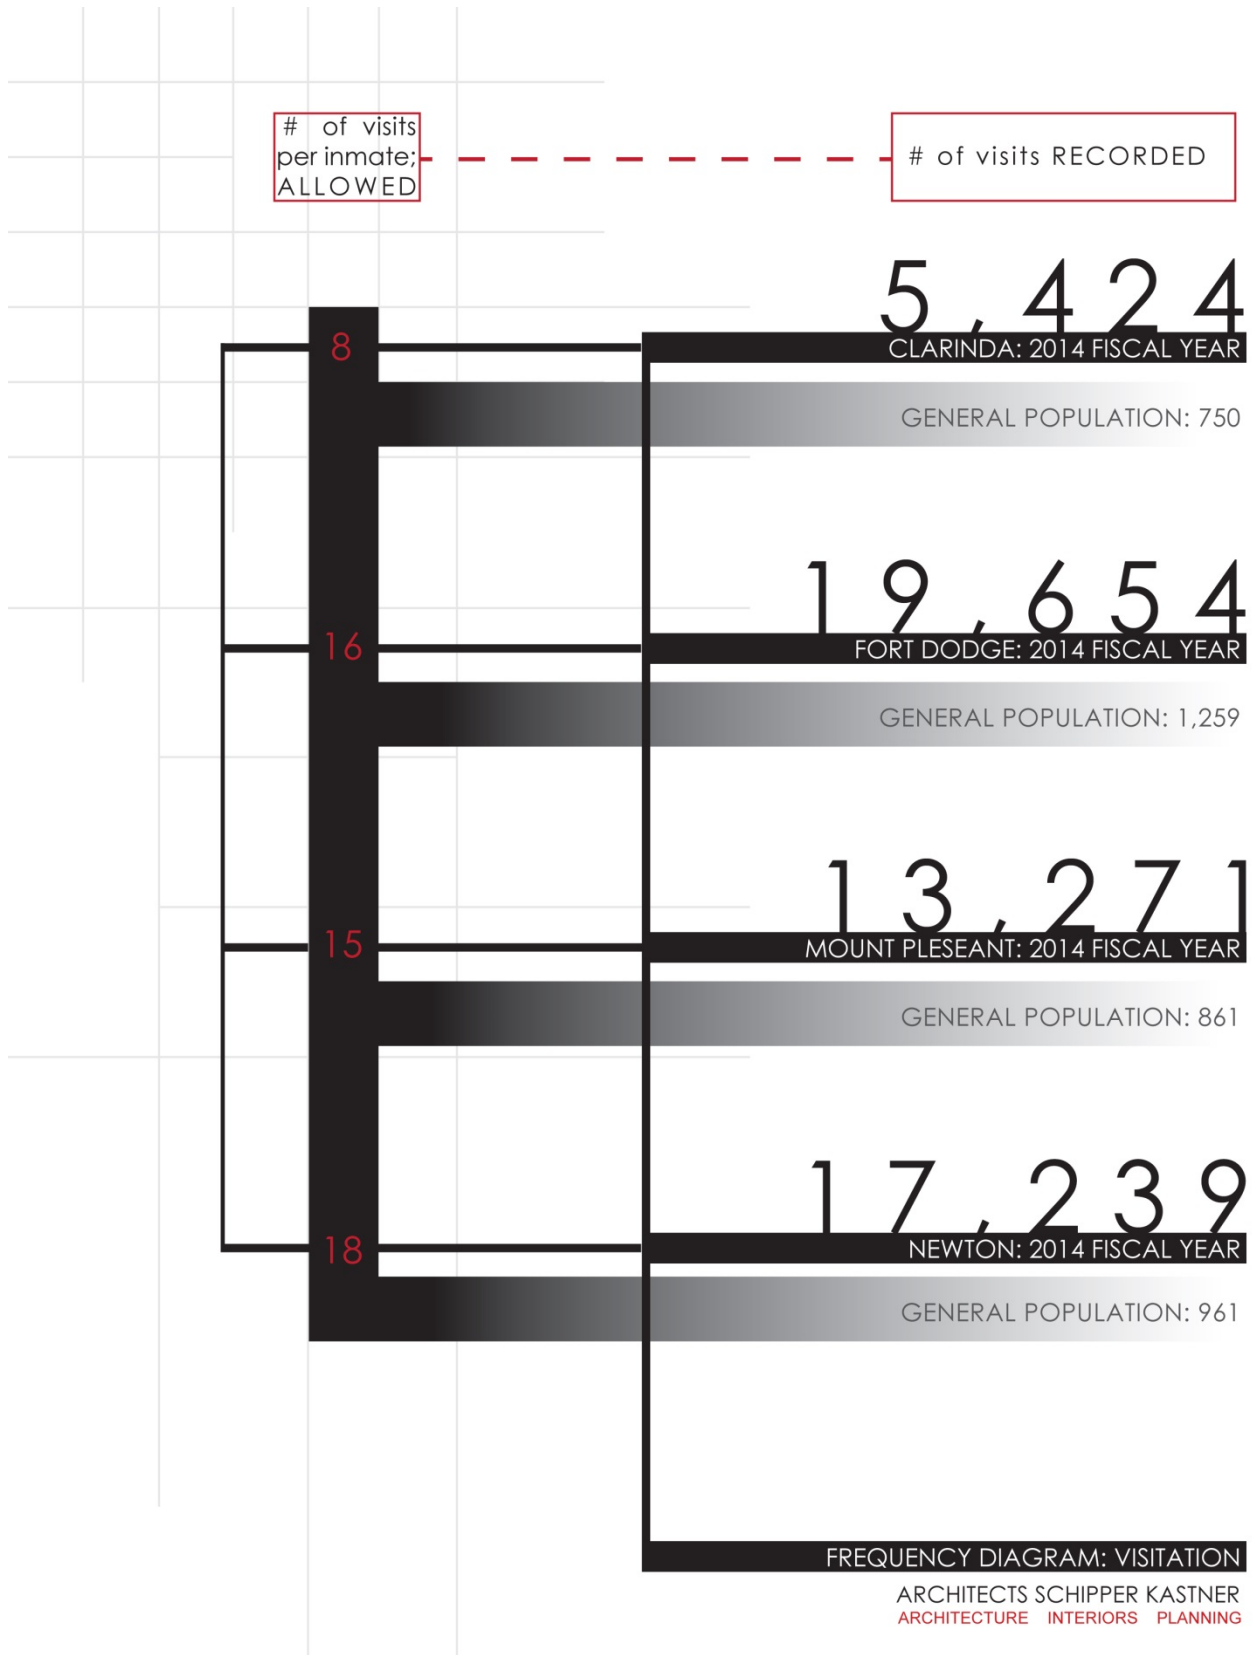 # of visits
per inmate;
ALLOWED
# of visits RECORDED
5,424
8
CLARINDA: 2014 FISCAL YEAR
GENERAL POPULATION: 750
19,654
16
FORT DODGE: 2014 FISCAL YEAR
GENERAL POPULATION: 1,259
13,271
15
MOUNT PLESEANT: 2014 FISCAL YEAR
GENERAL POPULATION: 861
17,239
18
NEWTON: 2014 FISCAL YEAR
GENERAL POPULATION: 961
FREQUENCY DIAGRAM: VISITATION
ARCHITECTS SCHIPPER KASTNER
ARCHITECTURE INTERIORS PLANNING